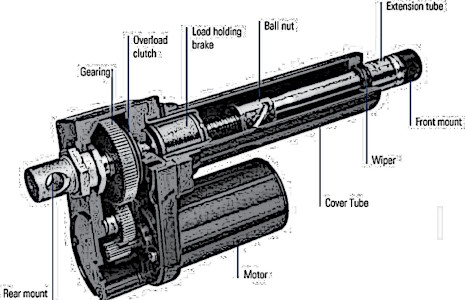 Extension tube
Ball nut
Load holding
brake
Overload
clutch
Gearing
Front mount
Wiper
Cover Tube
Motor
Rear mount